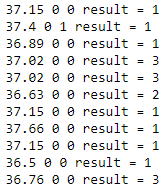 37.15 0 0 result = 1
37.4 0 1 result = 1
36.89 0 0 result = 1
37.02 0 0 result = 3
37.02 0 0 result = 3
36.63 0 0 result = 2
37.15 0 0 result = 1
37.66 0 0 result = 1
37.15 0 0 result = 1
36.5 0 0 result = 1
36.76 0 0 result = 3